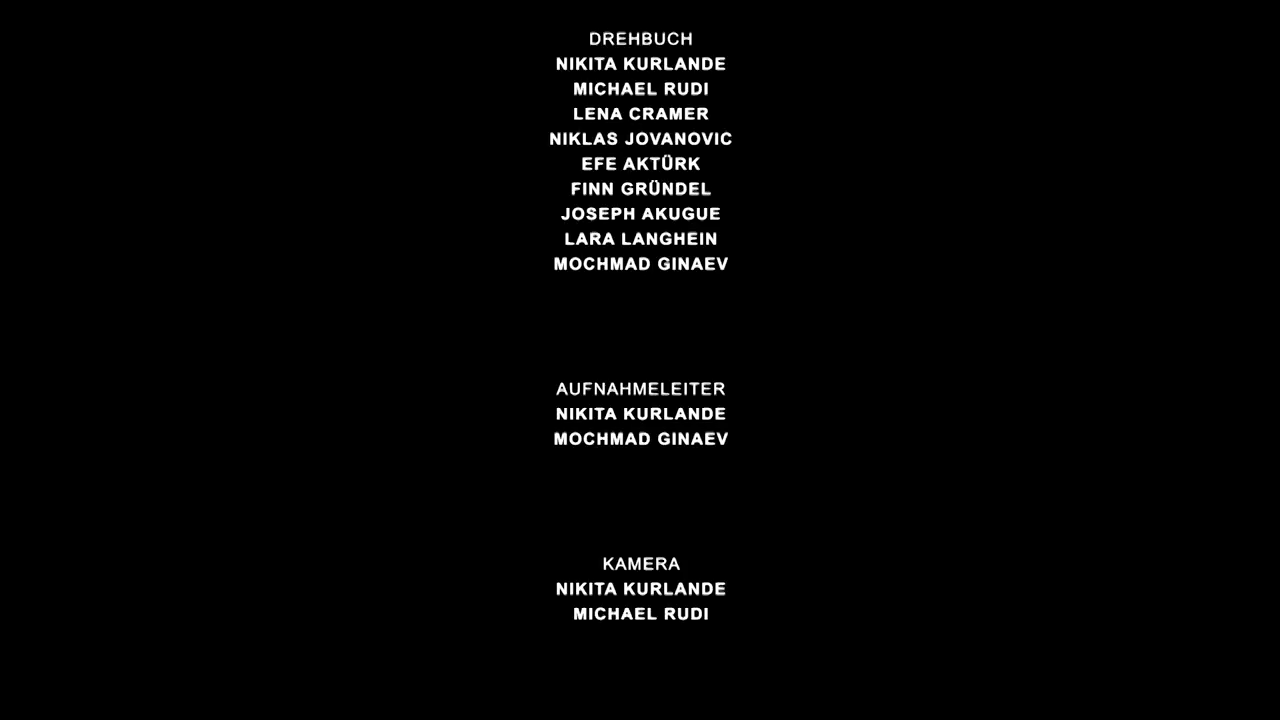 DREHBUCH
NIKITA KURLANDE
MICHAEL RUDI
LENA CRAMER
NIKLAS JOVANOVIC
EFE AKTÜRK
FINN GRÜNDEL
JOSEPH AKUGUE
LARA LANGHEIN
MOCHMAD GINAEV
AUFNAHMELEITER
NIKITA KURLANDE
MOCHMAD GINAEV
KAMERA
NIKITA KURLANDE
MICHAEL RUDI